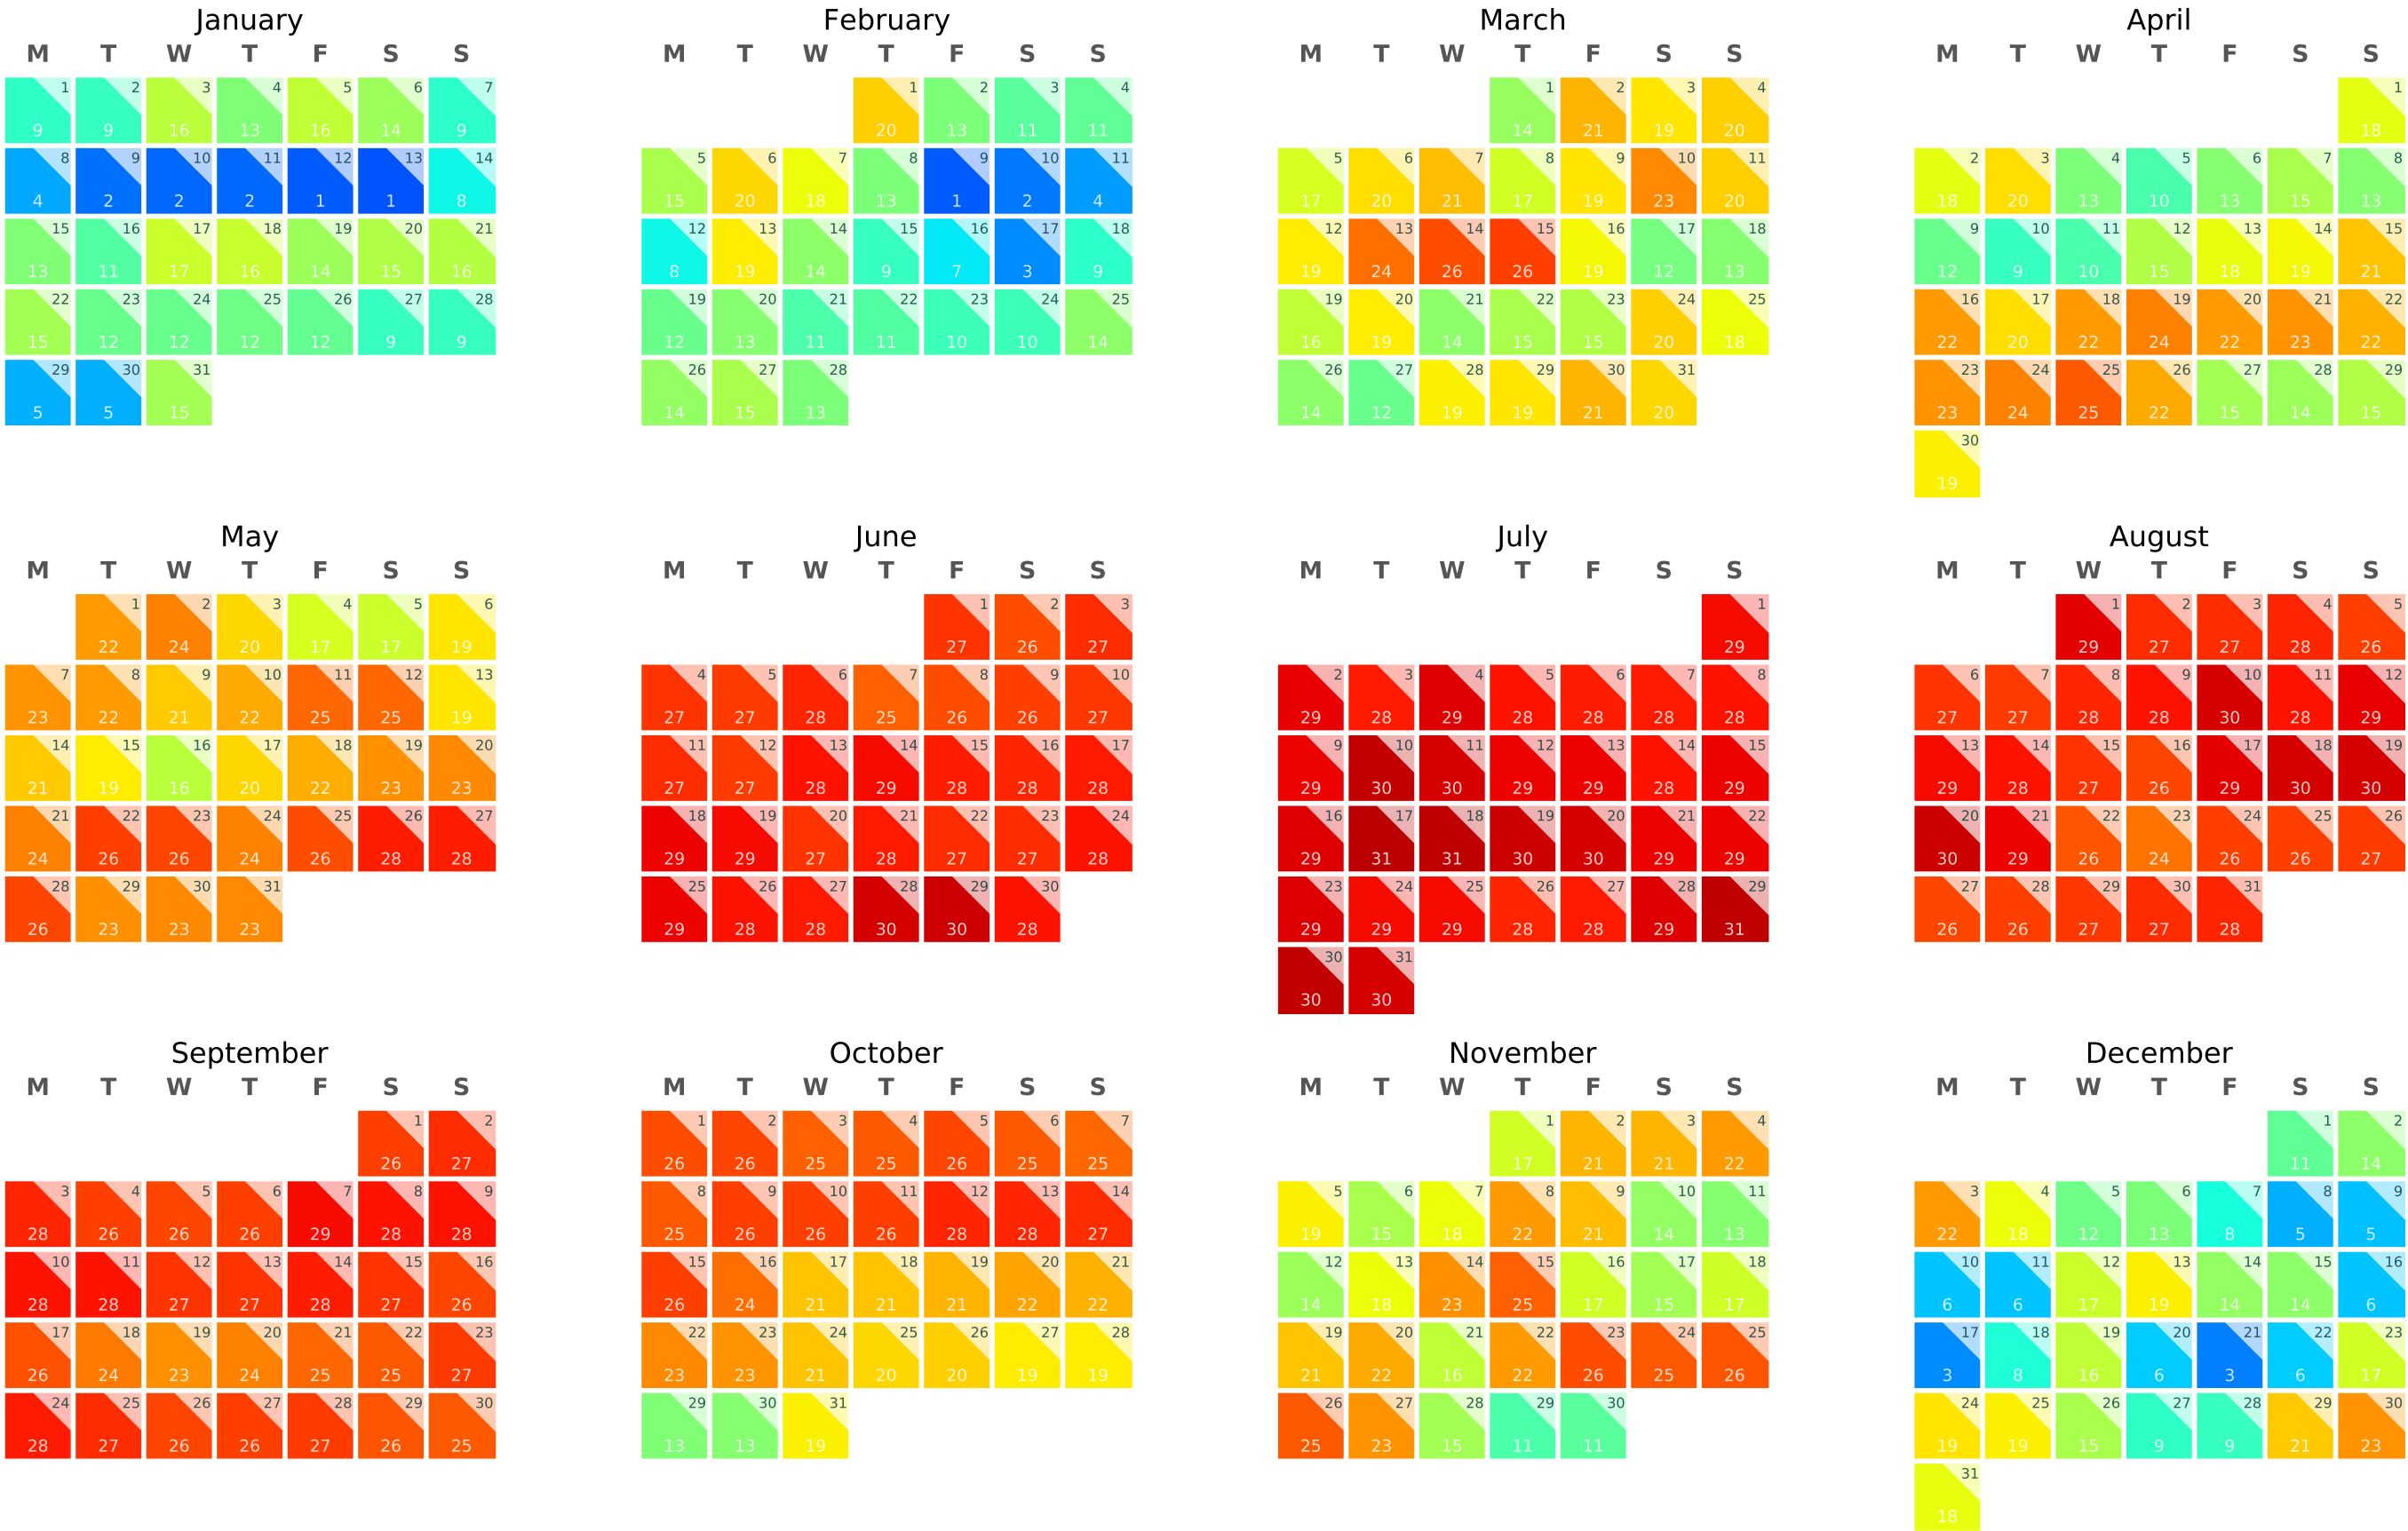 January
M T W T F S S
1 2 3 4 5 6 7
9 9 16 13 16 14 9
8 9 10 11 12 13 14
4 2 2 2 1 1 8
15 16 17 18 19 20 21
13 11 17 16 14 15 16
22 23 24 25 26 27 28
15 12 12 12 12 9 9
29 30 31
5 5 15
February
M T W T F S S
1 2 3 4
20 13 11 11
5 6 7 8 9 10 11
15 20 18 13 1 2 4
12 13 14 15 16 17 18
8 19 14 9 7 3 9
19 20 21 22 23 24 25
12 13 11 11 10 10 14
26 27 28
14 15 13
March
M T W T F S S
1 2 3 4
14 21 19 20
5 6 7 8 9 10 11
17 20 21 17 19 23 20
12 13 14 15 16 17 18
19 24 26 26 19 12 13
19 20 21 22 23 24 25
16 19 14 15 15 20 18
26 27 28 29 30 31
14 12 19 19 21 20
April
M T W T F S S
1
18
2 3 4 5 6 7 8
18 20 13 10 13 15 13
9 10 11 12 13 14 15
12 9 10 15 18 19 21
16 17 18 19 20 21 22
22 20 22 24 22 23 22
23 24 25 26 27 28 29
23 24 25 22 15 14 15
30
19
May
M T W T F S S
1 2 3 4 5 6
22 24 20 17 17 19
7 8 9 10 11 12 13
23 22 21 22 25 25 19
14 15 16 17 18 19 20
21 19 16 20 22 23 23
21 22 23 24 25 26 27
24 26 26 24 26 28 28
28 29 30 31
26 23 23 23
June
M T W T F S S
1 2 3
27 26 27
4 5 6 7 8 9 10
27 27 28 25 26 26 27
11 12 13 14 15 16 17
27 27 28 29 28 28 28
18 19 20 21 22 23 24
29 29 27 28 27 27 28
25 26 27 28 29 30
29 28 28 30 30 28
July
M T W T F S S
1
29
2 3 4 5 6 7 8
29 28 29 28 28 28 28
9 10 11 12 13 14 15
29 30 30 29 29 28 29
16 17 18 19 20 21 22
29 31 31 30 30 29 29
23 24 25 26 27 28 29
29 29 29 28 28 29 31
30 31
30 30
August
M T W T F S S
1 2 3 4 5
29 27 27 28 26
6 7 8 9 10 11 12
27 27 28 28 30 28 29
13 14 15 16 17 18 19
29 28 27 26 29 30 30
20 21 22 23 24 25 26
30 29 26 24 26 26 27
27 28 29 30 31
26 26 27 27 28
September
M T W T F S S
1 2
26 27
3 4 5 6 7 8 9
28 26 26 26 29 28 28
10 11 12 13 14 15 16
28 28 27 27 28 27 26
17 18 19 20 21 22 23
26 24 23 24 25 25 27
24 25 26 27 28 29 30
28 27 26 26 27 26 25
October
M T W T F S S
1 2 3 4 5 6 7
26 26 25 25 26 25 25
8 9 10 11 12 13 14
25 26 26 26 28 28 27
15 16 17 18 19 20 21
26 24 21 21 21 22 22
22 23 24 25 26 27 28
23 23 21 20 20 19 19
29 30 31
13 13 19
November
M T W T F S S
1 2 3 4
17 21 21 22
5 6 7 8 9 10 11
19 15 18 22 21 14 13
12 13 14 15 16 17 18
14 18 23 25 17 15 17
19 20 21 22 23 24 25
21 22 16 22 26 25 26
26 27 28 29 30
25 23 15 11 11
December
M T W T F S S
1 2
11 14
3 4 5 6 7 8 9
22 18 12 13 8 5 5
10 11 12 13 14 15 16
6 6 17 19 14 14 6
17 18 19 20 21 22 23
3 8 16 6 3 6 17
24 25 26 27 28 29 30
19 19 15 9 9 21 23
31
18